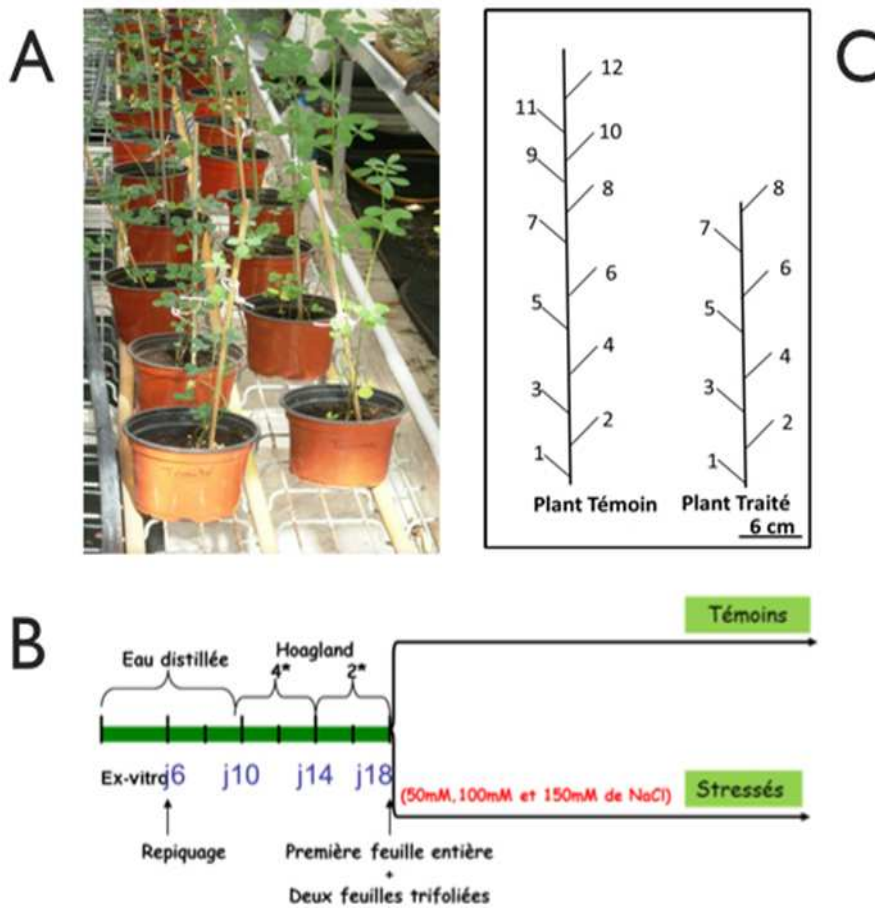 A
C
12
11
10
9
8
7
6
5
4
3
2
1
Plant Témoin
8
7
6
5
4
3
2
1
Plant Traité
6 cm
B
Témoins
Hoagland
Eau distillée
4* 2*
Ex-vitro j6 j10 j14 j18
(50mM, 100mM et 150mM de NaCl)
Stressés
Repiquage
Première feuille entière
+
Deux feuilles trifoliées